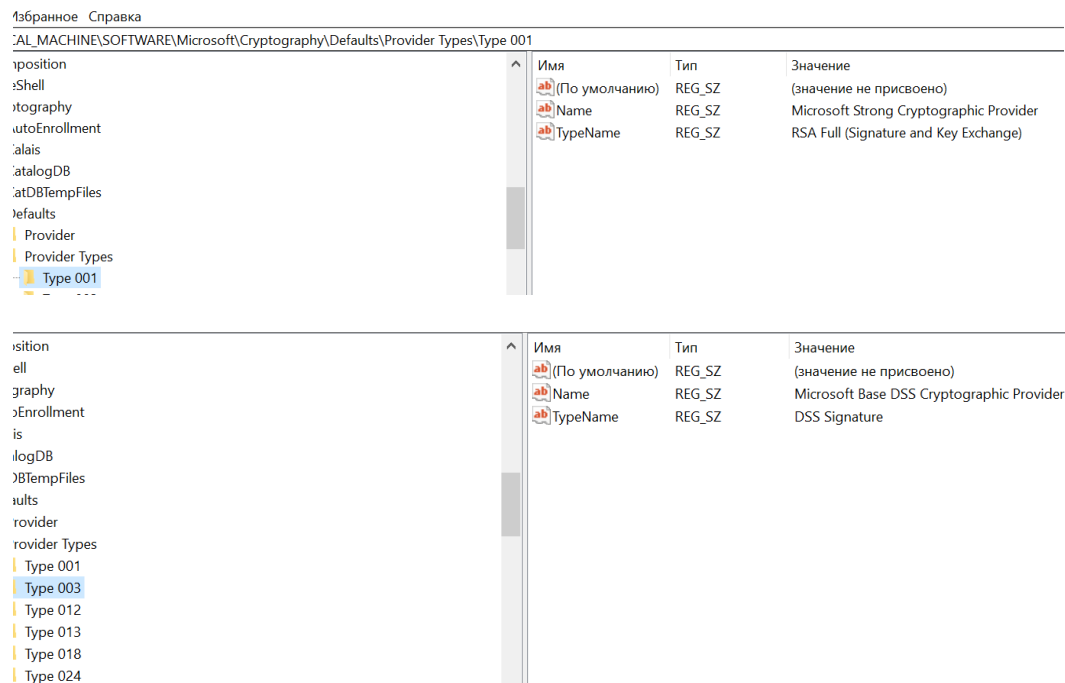 Избранное Справка
CAL_MACHINE\SOFTWARE\Microsoft\Cryptography\Defaults\Provider Types\Type 001
nposition
eShell
ptography
AutoEnrollment
Calais
CatalogDB
CatDBTempFiles
Defaults
Provider
Provider Types
Type 001
Имя Тип Значение
(По умолчанию) REG_SZ (значение не присвоено)
Name REG_SZ Microsoft Strong Cryptographic Provider
TypeName REG_SZ RSA Full (Signature and Key Exchange)
osition
ell
graphy
oEnrollment
is
logDB
DBTempFiles
aults
Provider
rovider Types
Type 001
Type 003
Type 012
Type 013
Type 018
Type 024
Имя Тип Значение
(По умолчанию) REG_SZ (значение не присвоено)
Name REG_SZ Microsoft Base DSS Cryptographic Provider
TypeName REG_SZ DSS Signature